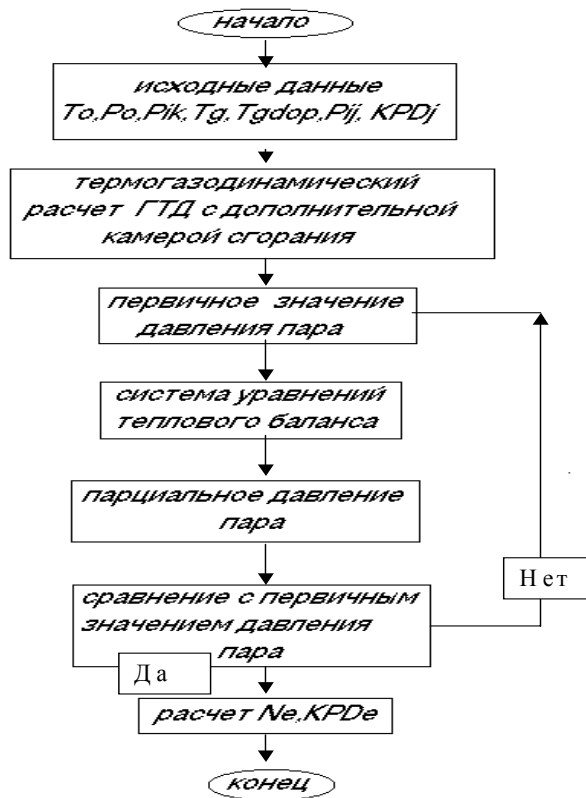 начало
исходные данные
To,Po,Pik,Tg,Tgdop,Pij, KPDj
термогазодинамический
расчет ГТД с дополнительной
камерой сгорания
первичное значение
давления пара
система уравнений
теплового баланса
парциальное давление
пара
Нет
сравнение с первичным
значением давления
пара
Да
расчет Ne,KPDe
конец